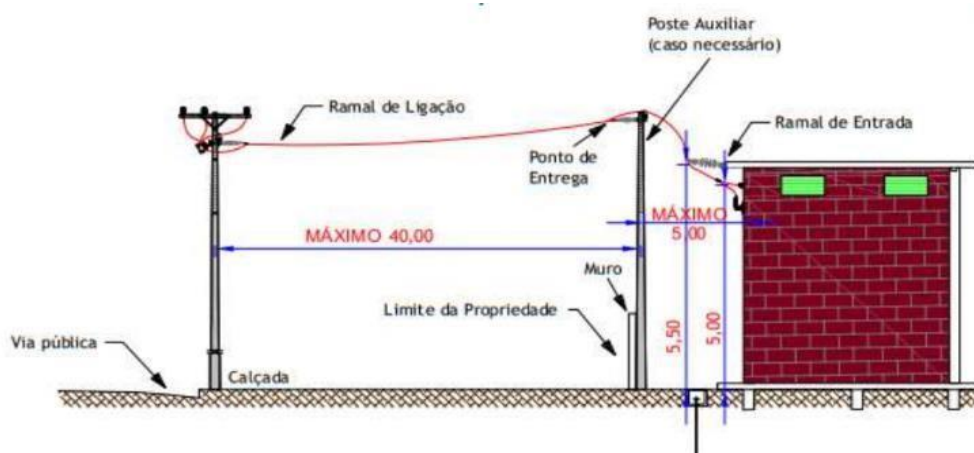 Poste Auxiliar
(caso necessário)
Ramal de Ligação
Ramal de Entrada
Ponto de
Entrega
MÁXIMO
5,00
MÁXIMO 40,00
Muro
Limite da Propriedade
5,50
5,00
Via pública
Calçada